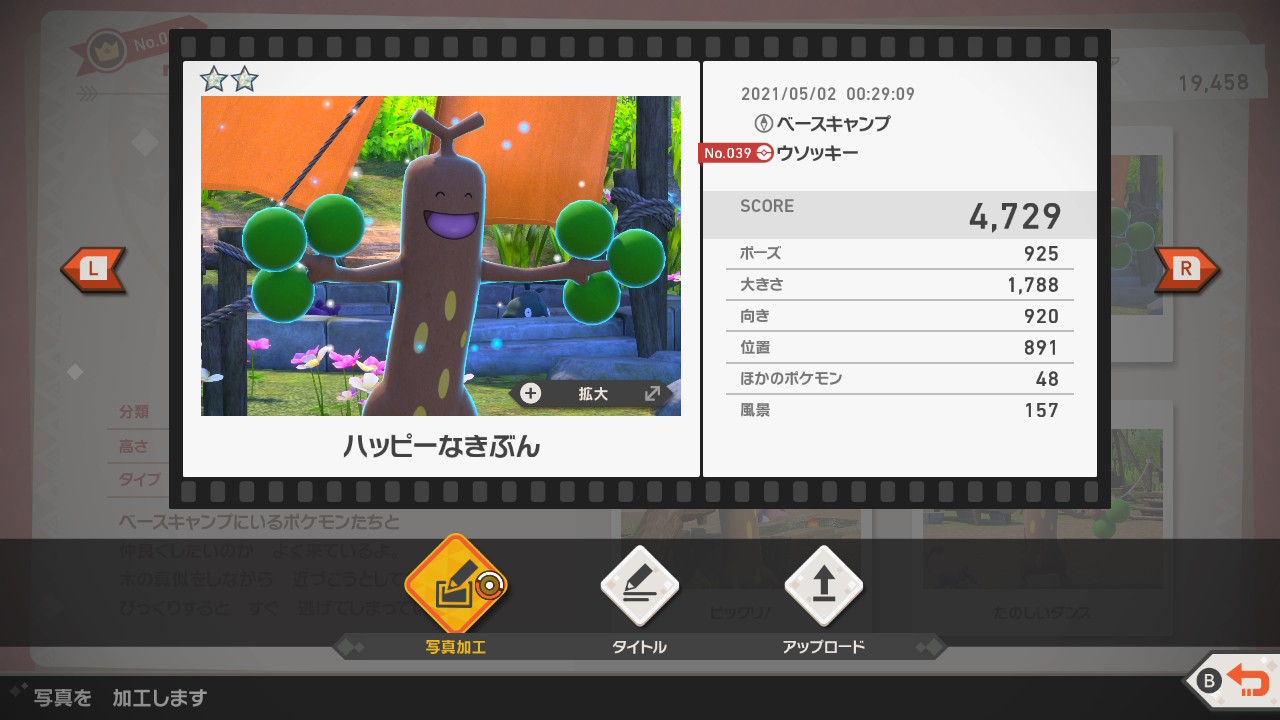 No.0
19,458
2021/05/02 00:29:09
ベースキャンプ
No.039 ウソッキー
SCORE 4,729
ポーズ 925
大きさ 1,788
向き 920
位置 891
ほかのポケモン 48
風景 157
L
R
+ 拡大
ハッピーなきぶん
分類
高さ
タイプ
ベースキャンプにいるポケモンたちと
仲良くしたいのか よく来ているよ。
木の真似をしながら 近づこうとして
びっくりすると すぐ 逃げてしまって
ビックリ!
たのしいダンス
写真加工
タイトル
アップロード
B
写真を 加工します